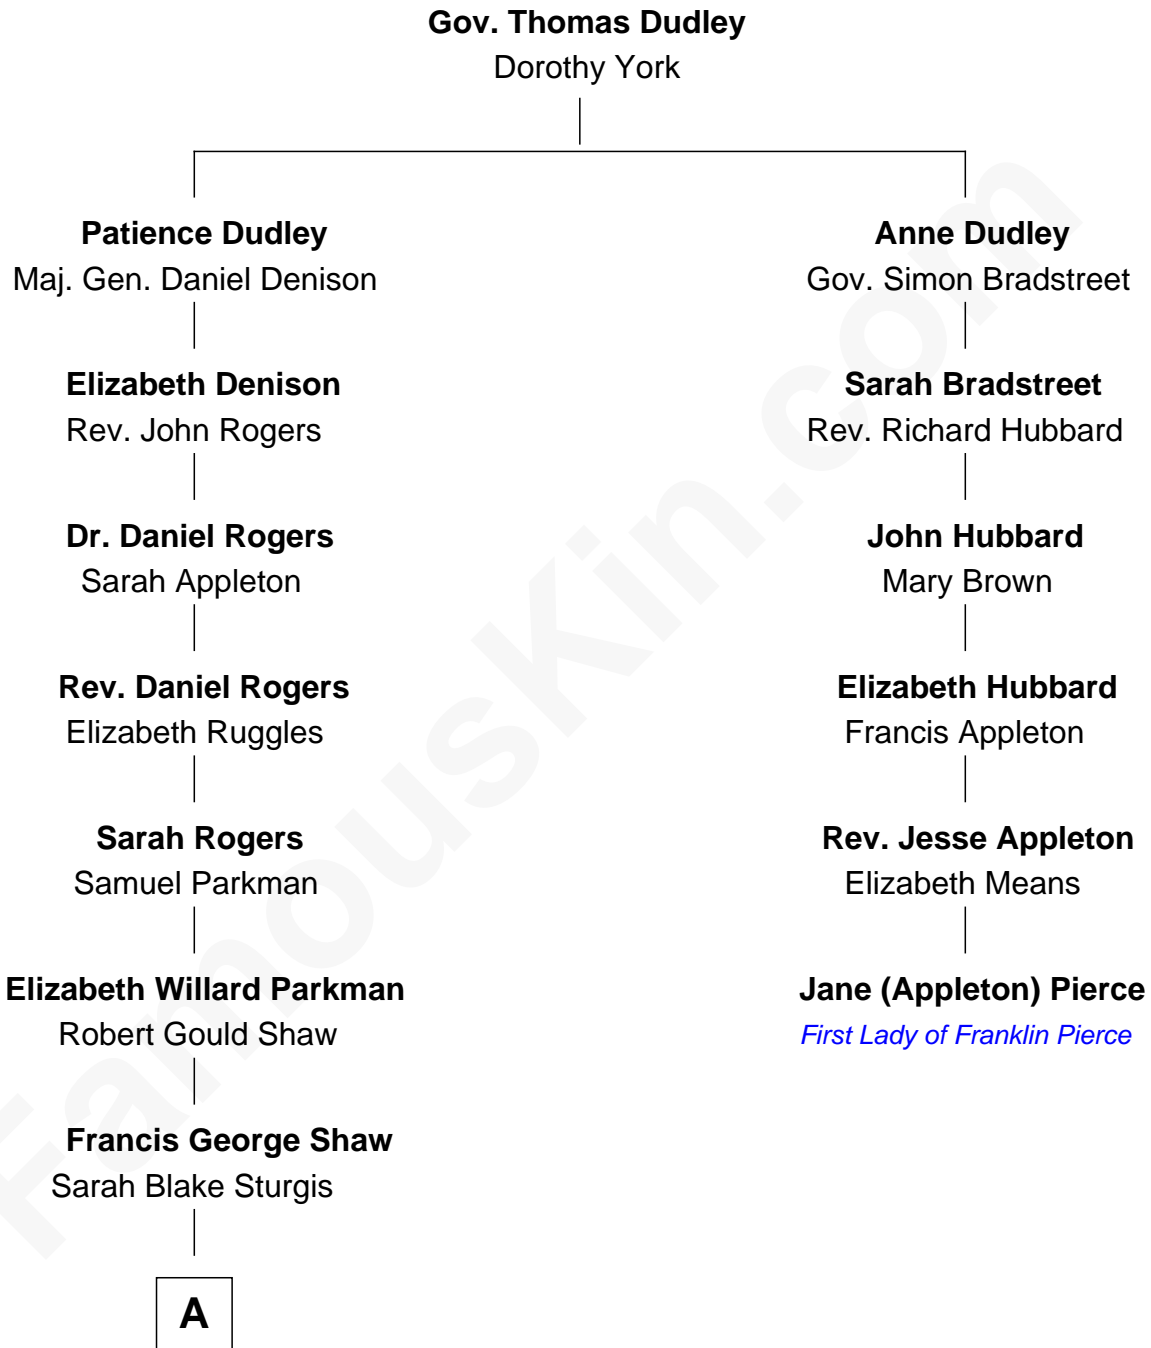 Gov. Thomas Dudley
Dorothy York
Patience Dudley
Maj. Gen. Daniel Denison
Elizabeth Denison
Rev. John Rogers
Dr. Daniel Rogers
Sarah Appleton
Rev. Daniel Rogers
Elizabeth Ruggles
Sarah Rogers
Samuel Parkman
Elizabeth Willard Parkman
Robert Gould Shaw
Francis George Shaw
Sarah Blake Sturgis
A
Anne Dudley
Gov. Simon Bradstreet
Sarah Bradstreet
Rev. Richard Hubbard
John Hubbard
Mary Brown
Elizabeth Hubbard
Francis Appleton
Rev. Jesse Appleton
Elizabeth Means
Jane (Appleton) Pierce
First Lady of Franklin Pierce
FamousKin.com